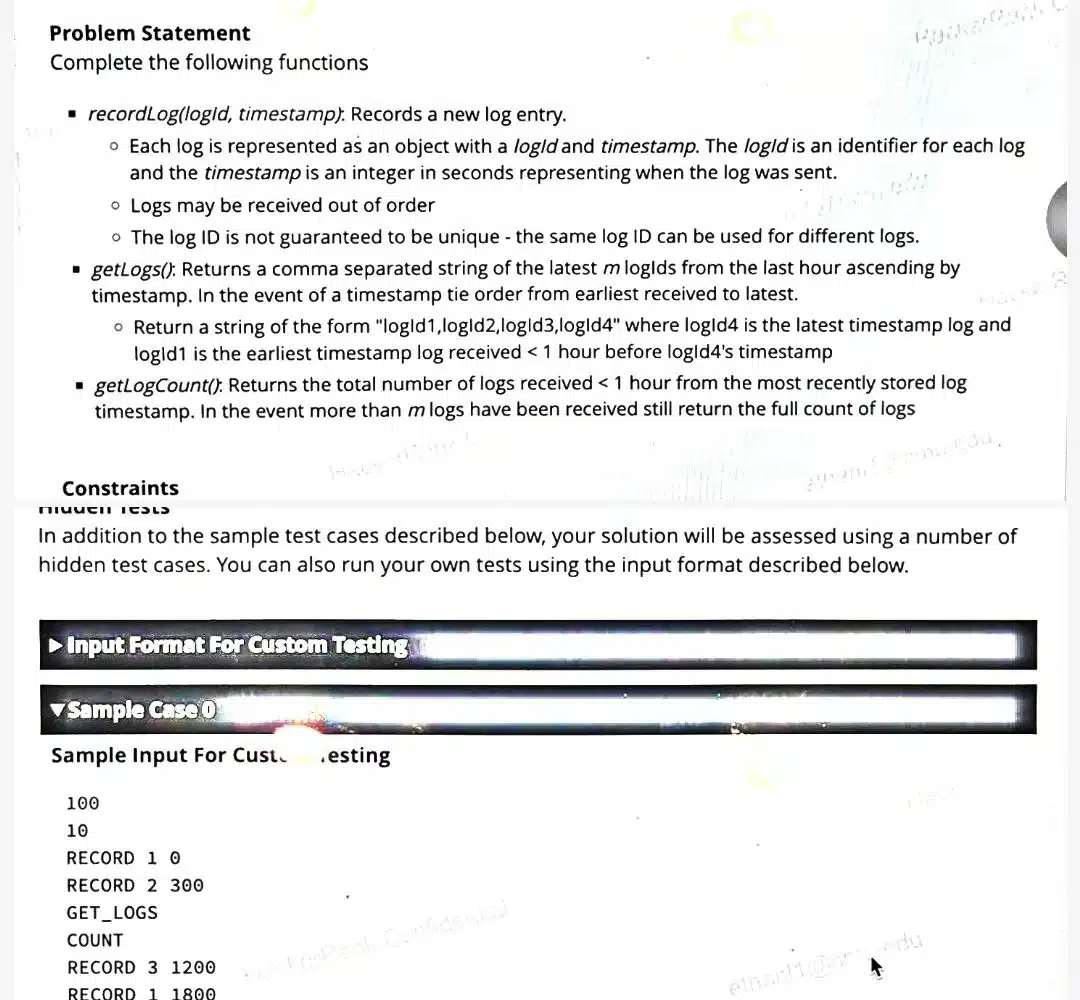 Problem Statement
Complete the following functions
▪ recordLog(logId, timestamp): Records a new log entry.
◦ Each log is represented as an object with a logId and timestamp. The logId is an identifier for each log
and the timestamp is an integer in seconds representing when the log was sent.
◦ Logs may be received out of order
◦ The log ID is not guaranteed to be unique - the same log ID can be used for different logs.
▪ getLogs(): Returns a comma separated string of the latest m logIds from the last hour ascending by
timestamp. In the event of a timestamp tie order from earliest received to latest.
◦ Return a string of the form "logId1,logId2,logId3,logId4" where logId4 is the latest timestamp log and
logId1 is the earliest timestamp log received < 1 hour before logId4's timestamp
▪ getLogCount(): Returns the total number of logs received < 1 hour from the most recently stored log
timestamp. In the event more than m logs have been received still return the full count of logs
Constraints
Hidden Tests
In addition to the sample test cases described below, your solution will be assessed using a number of
hidden test cases. You can also run your own tests using the input format described below.
▶ Input Format For Custom Testing
▼ Sample Case 0
Sample Input For Cust esting
100
10
RECORD 1 0
RECORD 2 300
GET_LOGS
COUNT
RECORD 3 1200
RECORD 1 1800